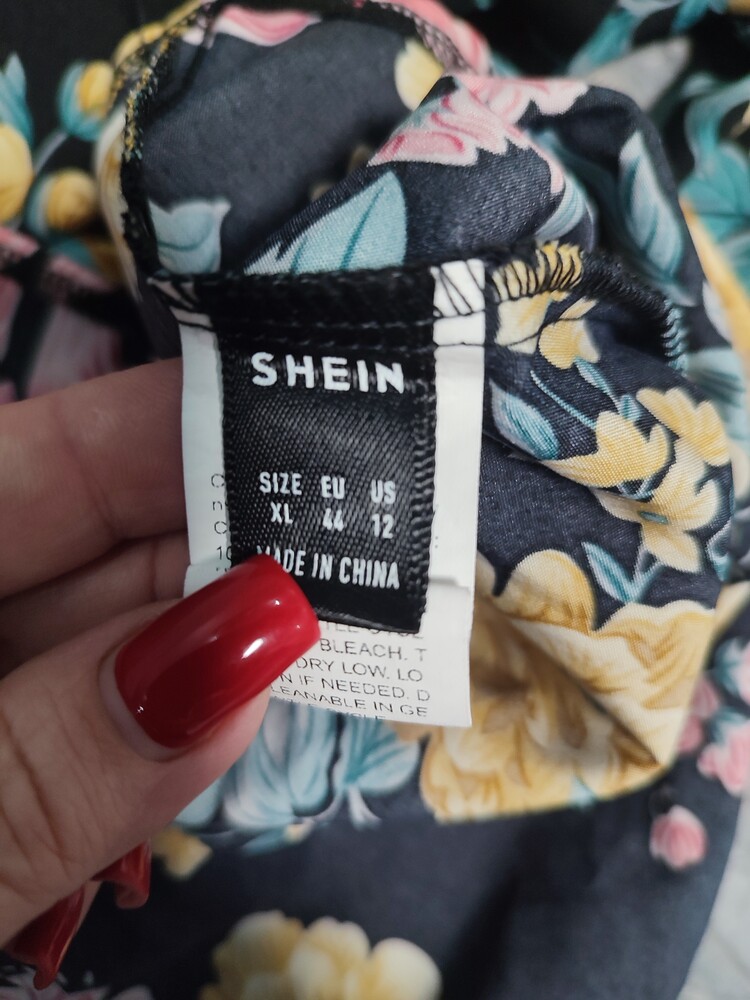 SHEIN
SIZE EU US
XL 44 12
MADE IN CHINA
BLEACH. T
DRY LOW. LO
N IF NEEDED. D
LEANABLE IN GE